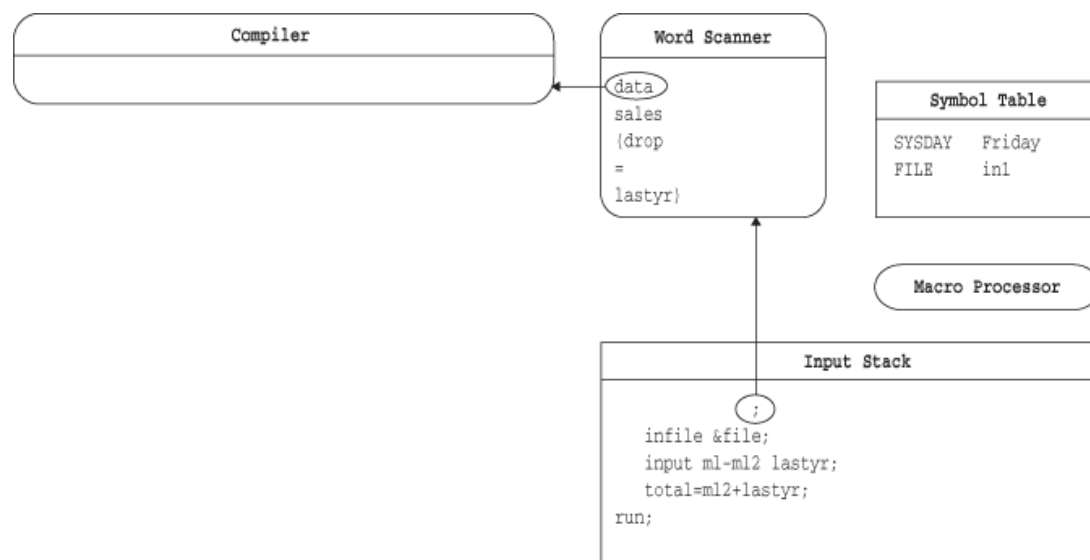 Compiler
Word Scanner
data
sales
(drop
=
lastyr)
Symbol Table
SYSDAY Friday
FILE in1
Macro Processor
Input Stack
;
infile &file;
input m1-m12 lastyr;
total=m12+lastyr;
run;